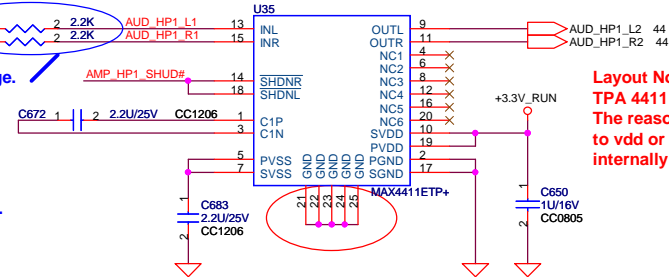 U35
2 2.2K AUD_HP1_L1 13 INL OUTL 9 AUD_HP1_L2 44
2 2.2K AUD_HP1_R1 15 INR OUTR 11 AUD_HP1_R2 44
NC1 4
ge.
NC2 6
AMP_HP1_SHUD# 14 SHDNR NC3 8
18 SHDNL NC4 12
NC5 16
NC6 20
C672 1 2 2.2U/25V CC1206 1 C1P SVDD 10
3 C1N PVDD 19
5 PVSS PGND 2
7 SVSS SGND 17
GND GND GND GND GND
21 22 23 24 25
MAX4411ETP+
+3.3V_RUN
1
C683
2.2U/25V
CC1206
2
.
1
C650
1U/16V
CC0805
2
Layout No
TPA 4411
The reaso
to vdd or
internally